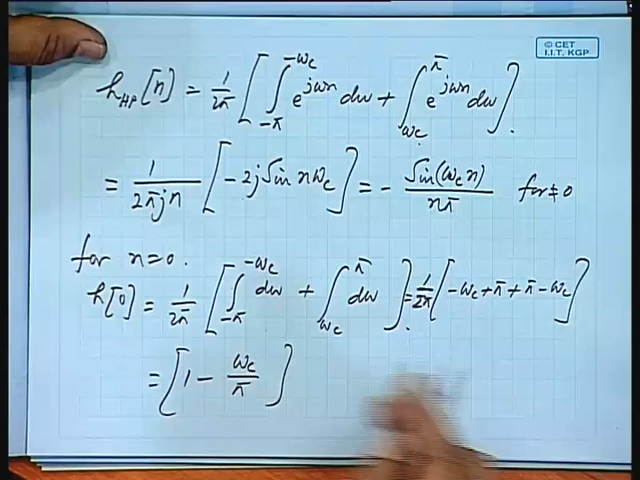 © CET
I.I.T. KGP
h_HP[n] = 1/2π [ ∫_{-π}^{-ωc} e^{jωn} dω + ∫_{ωc}^{π} e^{jωn} dω ].
= 1/2πjn [ -2j Sin nωc ] = - Sin(ωc n)/nπ for ≠ 0
for n=0.
h[0] = 1/2π [ ∫_{-π}^{-ωc} dω + ∫_{ωc}^{π} dω ] = 1/2π [ -ωc + π + π - ωc ]
= [ 1 - ωc/π ]